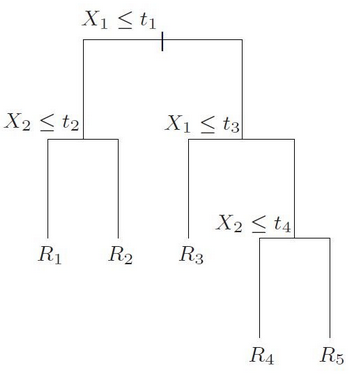 X₁ ≤ t₁
X₂ ≤ t₂
X₁ ≤ t₃
R₁
R₂
R₃
X₂ ≤ t₄
R₄
R₅